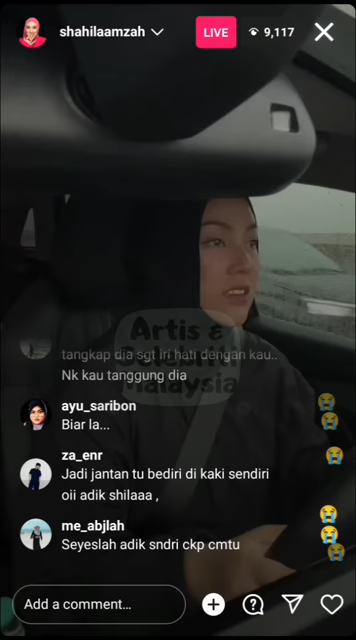 shahilaamzah
LIVE
9,117
Artis &
Selebriti
Malaysia
tangkap dia sgt Iri hati dengan kau..
Nk kau tanggung dia
ayu_saribon
Biar la...
za_enr
Jadi jantan tu bediri di kaki sendiri
oii adik shilaaa ,
me_abjlah
Seyeslah adik sndri ckp cmtu
Add a comment...